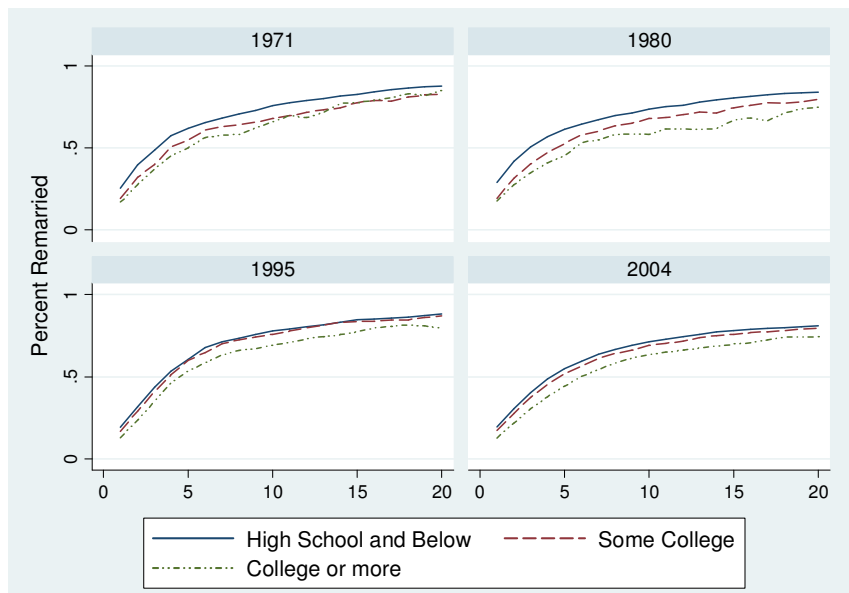 1971
1980
1
.5
0
Percent Remarried
1995
2004
1
.5
0
0 5 10 15 20 0 5 10 15 20
High School and Below Some College
College or more